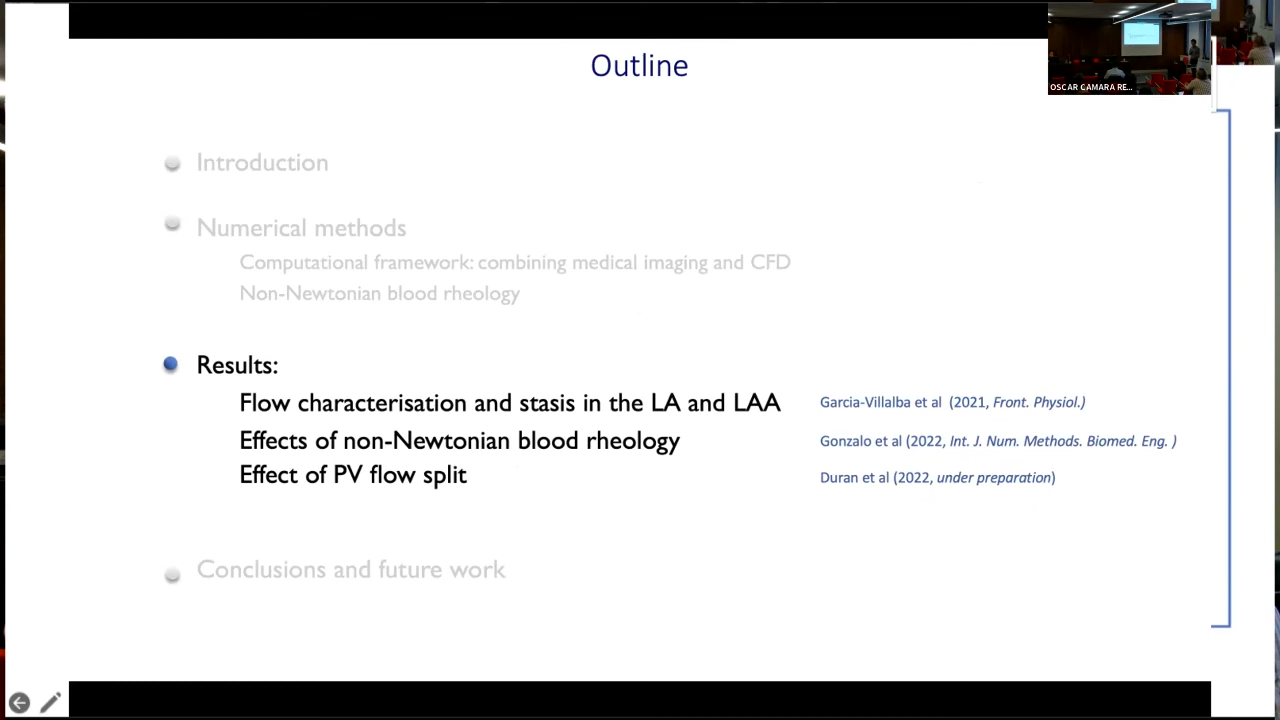 Outline
OSCAR CAMARA RE...
Introduction
Numerical methods
Computational framework: combining medical imaging and CFD
Non-Newtonian blood rheology
Results:
Flow characterisation and stasis in the LA and LAA
Garcia-Villalba et al (2021, Front. Physiol.)
Effects of non-Newtonian blood rheology
Gonzalo et al (2022, Int. J. Num. Methods. Biomed. Eng. )
Effect of PV flow split
Duran et al (2022, under preparation)
Conclusions and future work